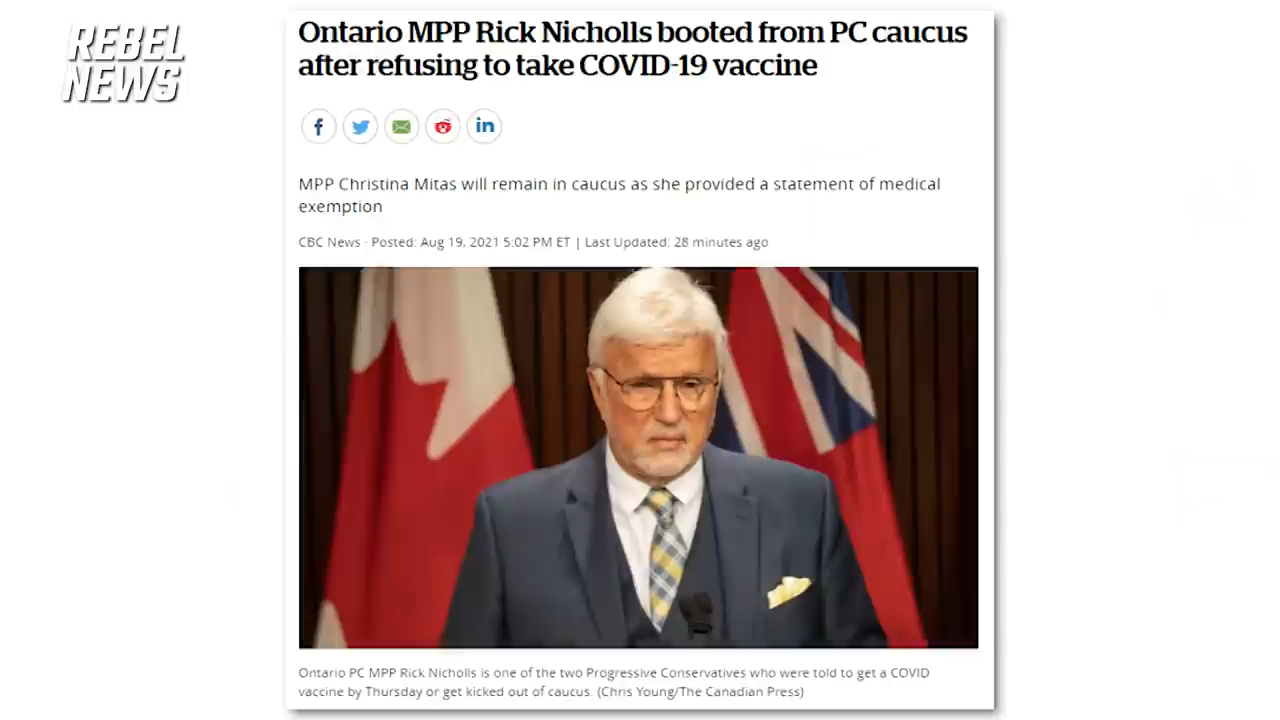 REBEL
NEWS
Ontario MPP Rick Nicholls booted from PC caucus
after refusing to take COVID-19 vaccine
MPP Christina Mitas will remain in caucus as she provided a statement of medical
exemption
CBC News · Posted: Aug 19, 2021 5:02 PM ET | Last Updated: 28 minutes ago
Ontario PC MPP Rick Nicholls is one of the two Progressive Conservatives who were told to get a COVID
vaccine by Thursday or get kicked out of caucus. (Chris Young/The Canadian Press)